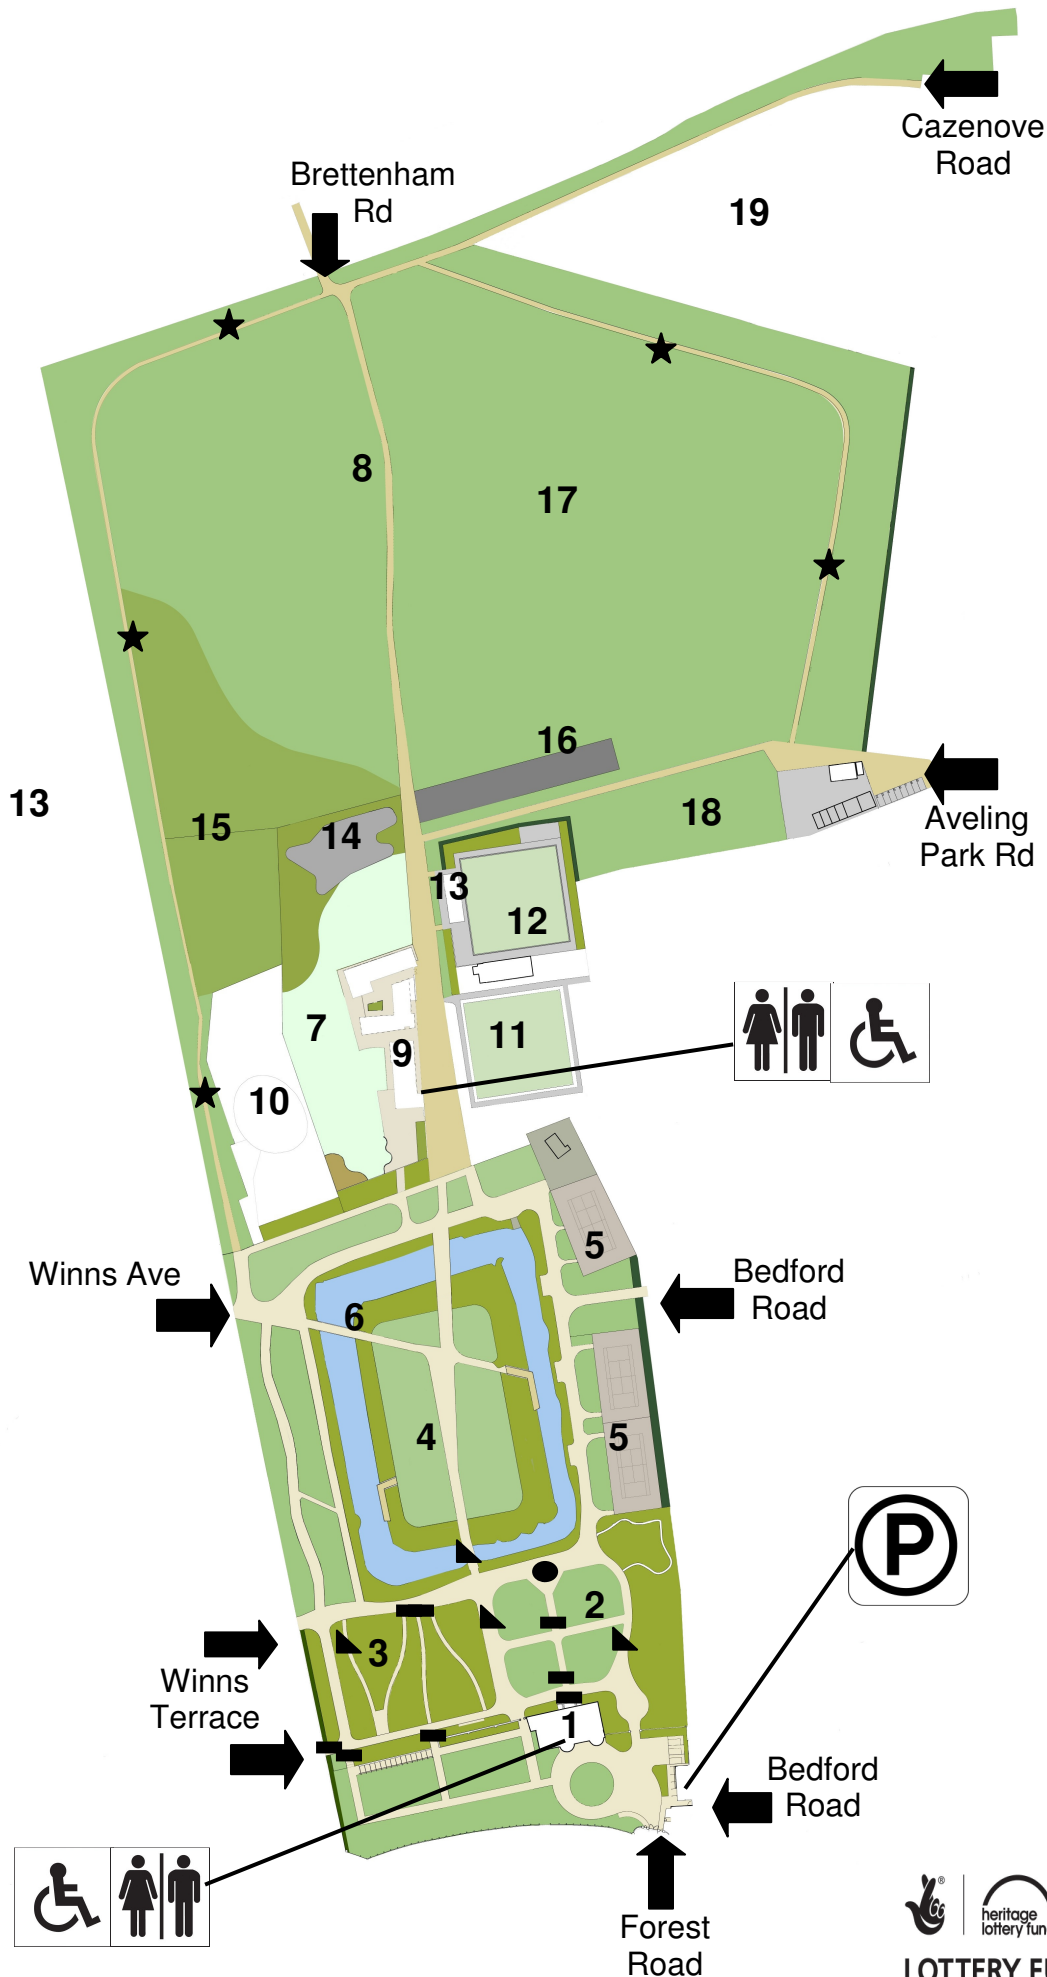 Cazenove
Road
Brettenham
Rd
19
8
17
16
13
15
14
18
Aveling
Park Rd
13
12
7
11
9
10
5
Winns Ave
Bedford
Road
6
4
5
P
2
3
Winns
Terrace
1
Bedford
Road
Forest
Road
®
heritage
lottery fun